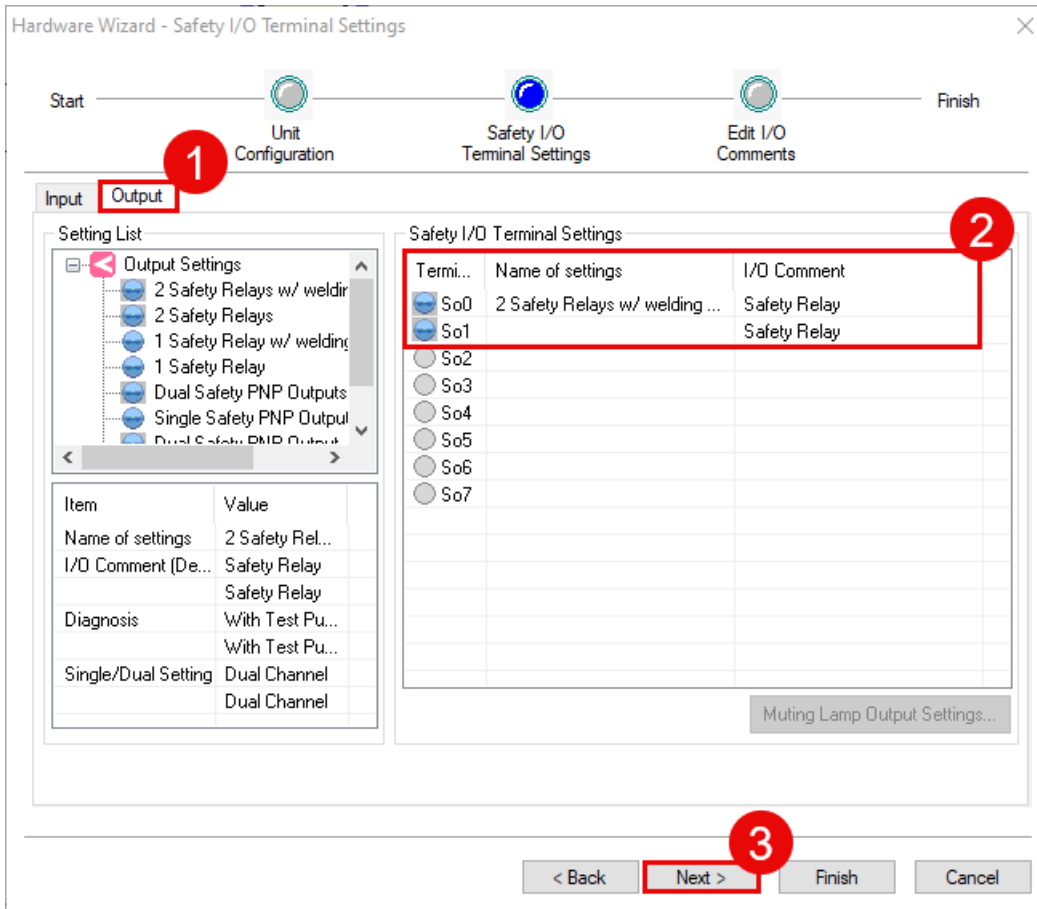 Hardware Wizard - Safety I/O Terminal Settings
Start
Unit
Configuration
Safety I/O
Terminal Settings
Edit I/O
Comments
Finish
1
Input Output
Setting List
Output Settings
2 Safety Relays w/ weldir
2 Safety Relays
1 Safety Relay w/ welding
1 Safety Relay
Dual Safety PNP Outputs
Single Safety PNP Output
Dual Safety PNP Output
Item Value
Name of settings 2 Safety Rel...
I/O Comment (De... Safety Relay
Safety Relay
Diagnosis With Test Pu...
With Test Pu...
Single/Dual Setting Dual Channel
Dual Channel
Safety I/O Terminal Settings
2
Termi... Name of settings I/O Comment
So0 2 Safety Relays w/ welding ... Safety Relay
So1 Safety Relay
So2
So3
So4
So5
So6
So7
Muting Lamp Output Settings...
3
< Back Next > Finish Cancel